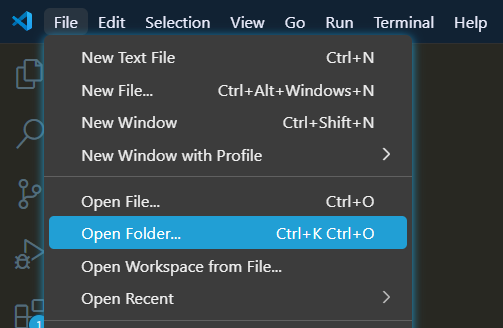 File Edit Selection View Go Run Terminal Help
New Text File Ctrl+N
New File... Ctrl+Alt+Windows+N
New Window Ctrl+Shift+N
New Window with Profile
Open File... Ctrl+O
Open Folder... Ctrl+K Ctrl+O
Open Workspace from File...
Open Recent
1